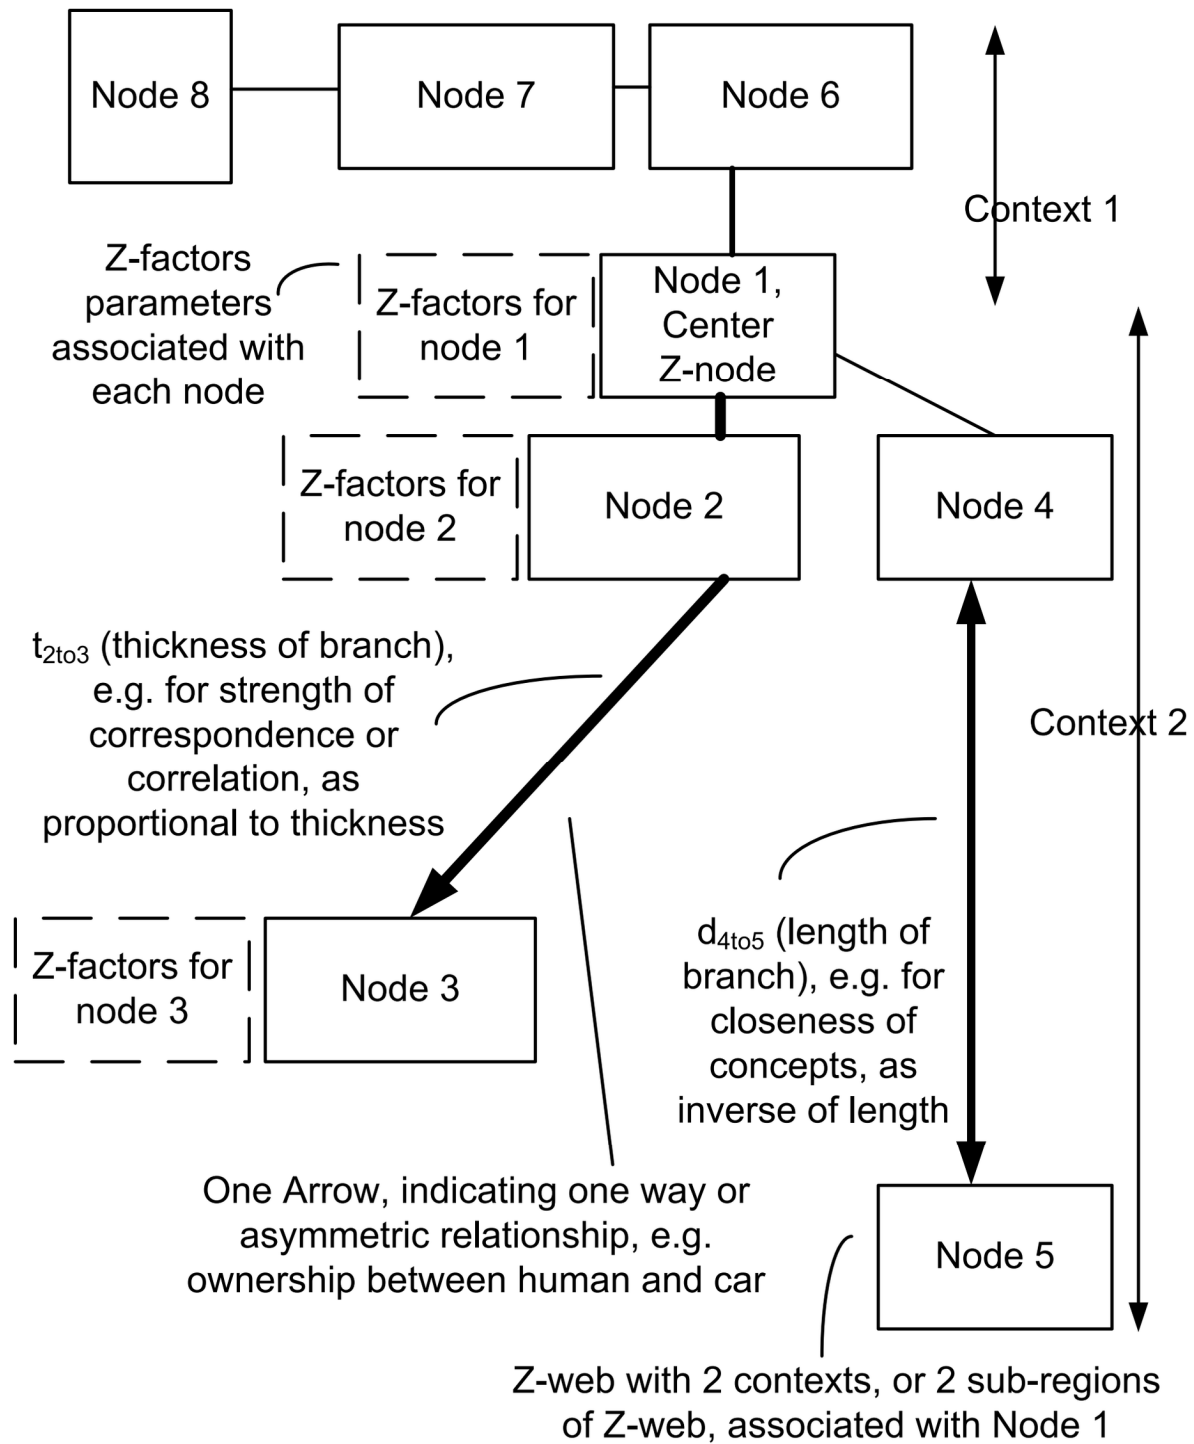 Node 8
Node 7
Node 6
Context 1
Z-factors
parameters
associated with
each node
Z-factors for
node 1
Node 1,
Center
Z-node
Z-factors for
node 2
Node 2
Node 4
t2to3 (thickness of branch),
e.g. for strength of
correspondence or
correlation, as
proportional to thickness
Context 2
Z-factors for
node 3
Node 3
d4to5 (length of
branch), e.g. for
closeness of
concepts, as
inverse of length
One Arrow, indicating one way or
asymmetric relationship, e.g.
ownership between human and car
Node 5
Z-web with 2 contexts, or 2 sub-regions
of Z-web, associated with Node 1